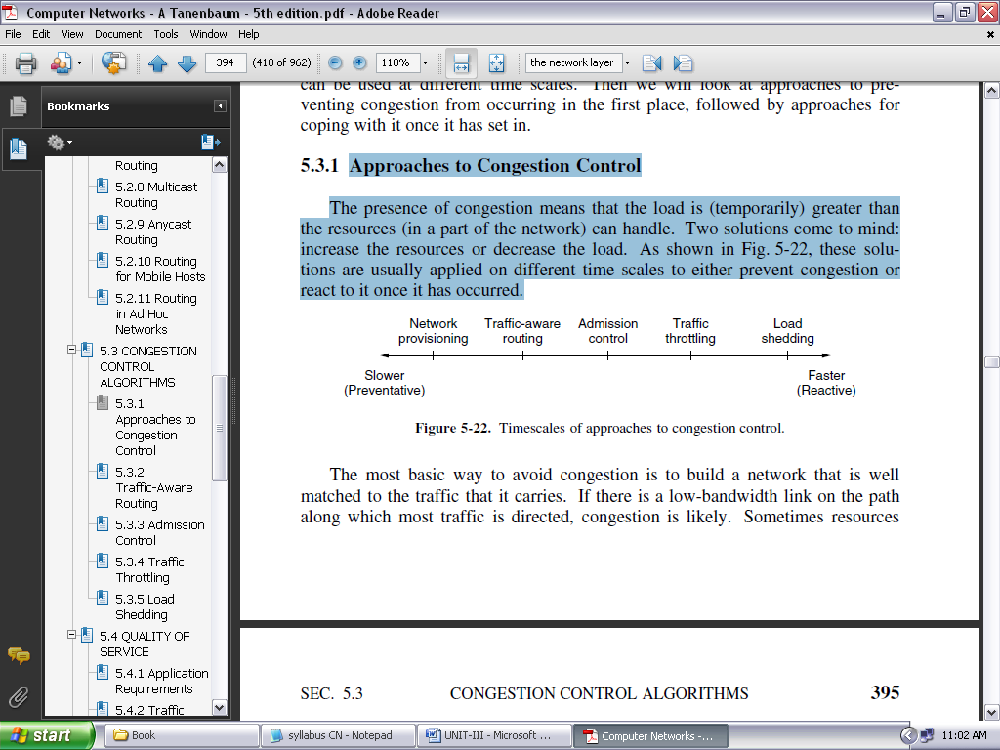 Computer Networks - A Tanenbaum - 5th edition.pdf - Adobe Reader
File Edit View Document Tools Window Help
394 (418 of 962) 110% the network layer
Bookmarks
Routing
5.2.8 Multicast
Routing
5.2.9 Anycast
Routing
5.2.10 Routing
for Mobile Hosts
5.2.11 Routing
in Ad Hoc
Networks
5.3 CONGESTION
CONTROL
ALGORITHMS
5.3.1
Approaches to
Congestion
Control
5.3.2
Traffic-Aware
Routing
5.3.3 Admission
Control
5.3.4 Traffic
Throttling
5.3.5 Load
Shedding
5.4 QUALITY OF
SERVICE
5.4.1 Application
Requirements
5.4.2 Traffic
can be used at different time scales. Then we will look at approaches to pre-
venting congestion from occurring in the first place, followed by approaches for
coping with it once it has set in.
5.3.1 Approaches to Congestion Control
The presence of congestion means that the load is (temporarily) greater than
the resources (in a part of the network) can handle. Two solutions come to mind:
increase the resources or decrease the load. As shown in Fig. 5-22, these solu-
tions are usually applied on different time scales to either prevent congestion or
react to it once it has occurred.
Network Traffic-aware Admission Traffic Load
provisioning routing control throttling shedding
Slower Faster
(Preventative) (Reactive)
Figure 5-22. Timescales of approaches to congestion control.
The most basic way to avoid congestion is to build a network that is well
matched to the traffic that it carries. If there is a low-bandwidth link on the path
along which most traffic is directed, congestion is likely. Sometimes resources
SEC. 5.3 CONGESTION CONTROL ALGORITHMS 395
start Book syllabus CN - Notepad UNIT-III - Microsoft ... Computer Networks -... 11:02 AM